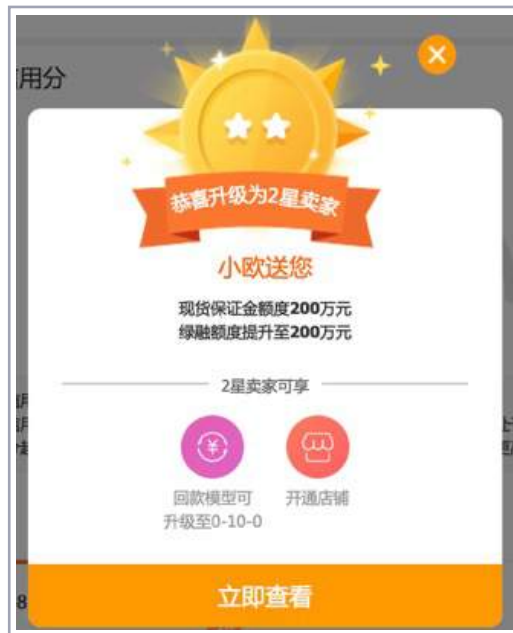 用分
恭喜升级为2星卖家
小欧送您
现货保证金额度200万元
绿融额度提升至200万元
2星卖家可享
回款模型可
升级至0-10-0
开通店铺
立即查看
8